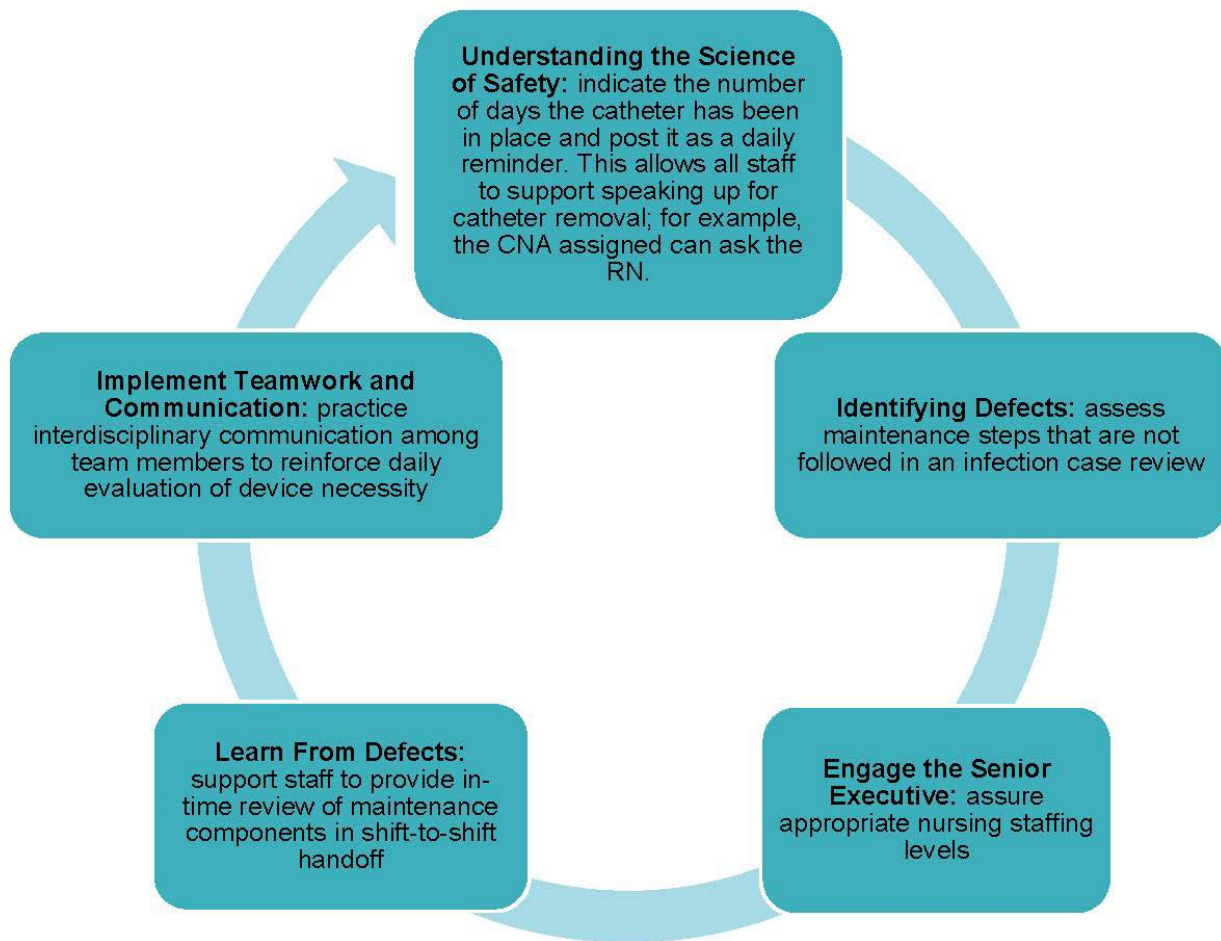 Understanding the Science
of Safety: indicate the number
of days the catheter has been
in place and post it as a daily
reminder. This allows all staff
to support speaking up for
catheter removal; for example,
the CNA assigned can ask the
RN.
Identifying Defects: assess
maintenance steps that are not
followed in an infection case
review
Engage the Senior
Executive: assure
appropriate nursing staffing
levels
Learn From Defects:
support staff to provide in-
time review of maintenance
components in shift-to-shift
handoff
Implement Teamwork and
Communication: practice
interdisciplinary communication among
team members to reinforce daily
evaluation of device necessity